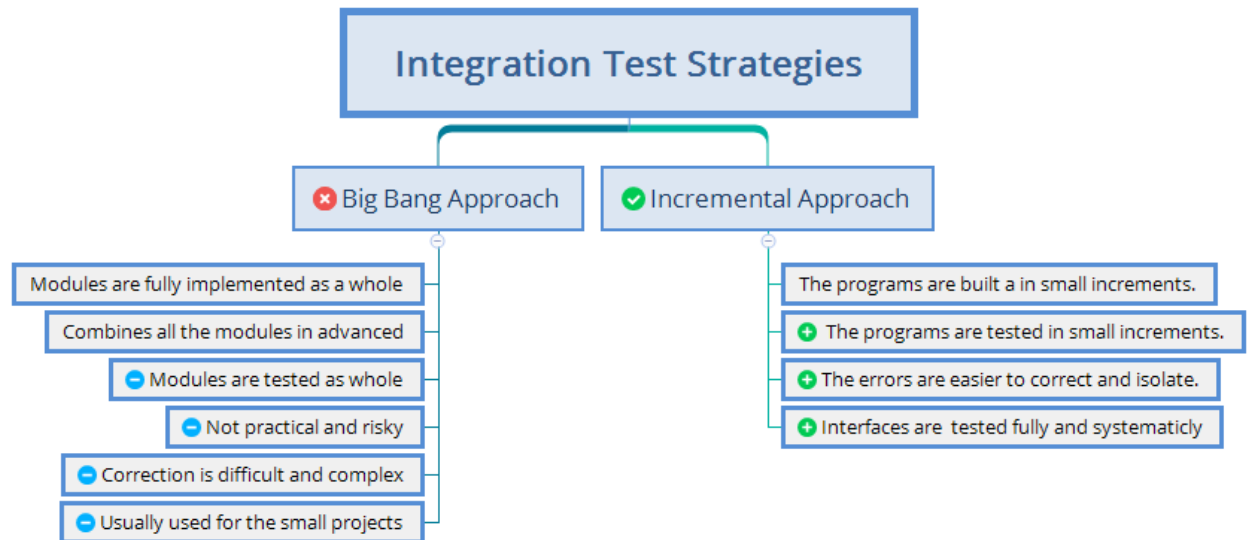 Integration Test Strategies
Big Bang Approach
Modules are fully implemented as a whole
Combines all the modules in advanced
Modules are tested as whole
Not practical and risky
Correction is difficult and complex
Usually used for the small projects
Incremental Approach
The programs are built a in small increments.
The programs are tested in small increments.
The errors are easier to correct and isolate.
Interfaces are  tested fully and systematicly